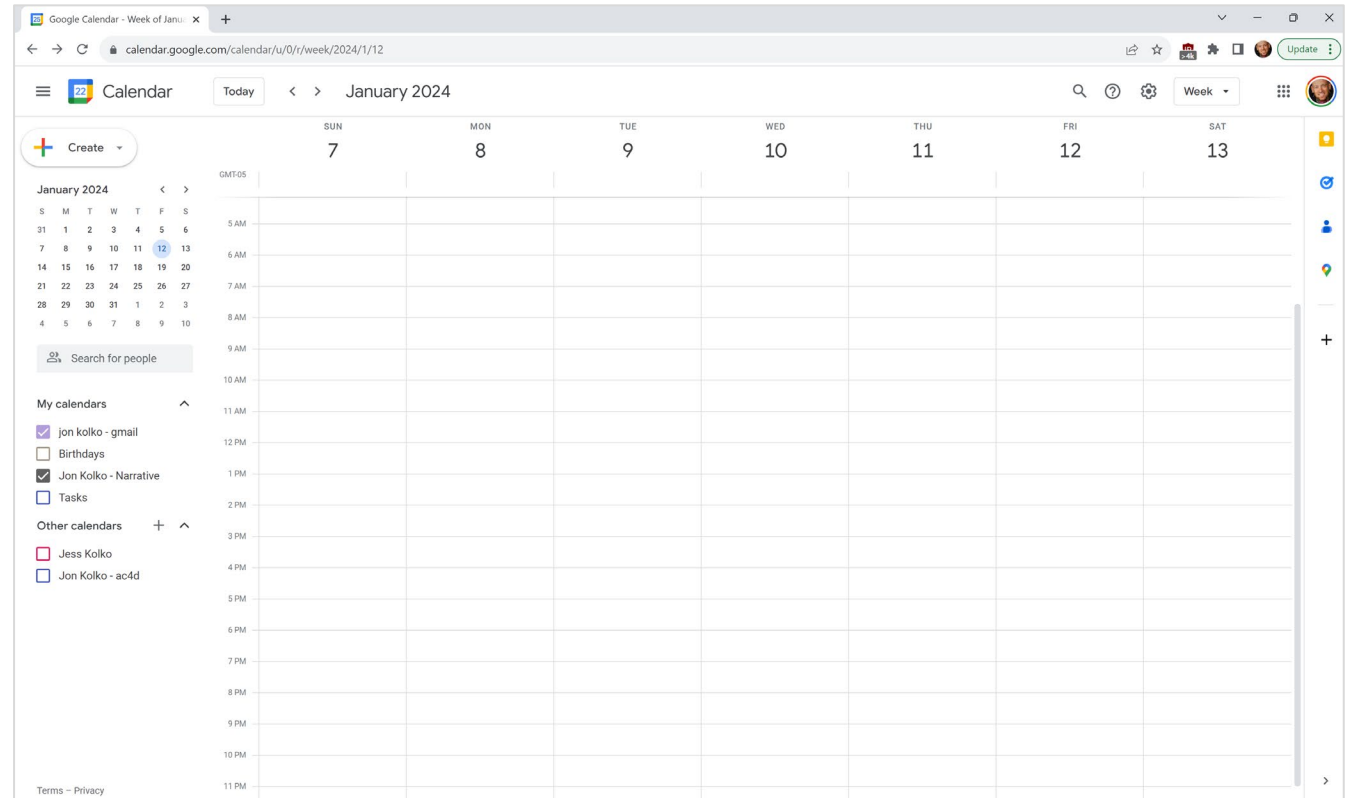 Google Calendar - Week of Janua
calendar.google.com/calendar/u/0/r/week/2024/1/12
>4k
Update
22 Calendar Today January 2024 Week
Create
SUN MON TUE WED THU FRI SAT
7 8 9 10 11 12 13
GMT-05
January 2024
S M T W T F S
31 1 2 3 4 5 6
7 8 9 10 11 12 13
14 15 16 17 18 19 20
21 22 23 24 25 26 27
28 29 30 31 1 2 3
4 5 6 7 8 9 10
Search for people
My calendars
jon kolko - gmail
Birthdays
Jon Kolko - Narrative
Tasks
Other calendars
Jess Kolko
Jon Kolko - ac4d
Terms – Privacy
5 AM
6 AM
7 AM
8 AM
9 AM
10 AM
11 AM
12 PM
1 PM
2 PM
3 PM
4 PM
5 PM
6 PM
7 PM
8 PM
9 PM
10 PM
11 PM